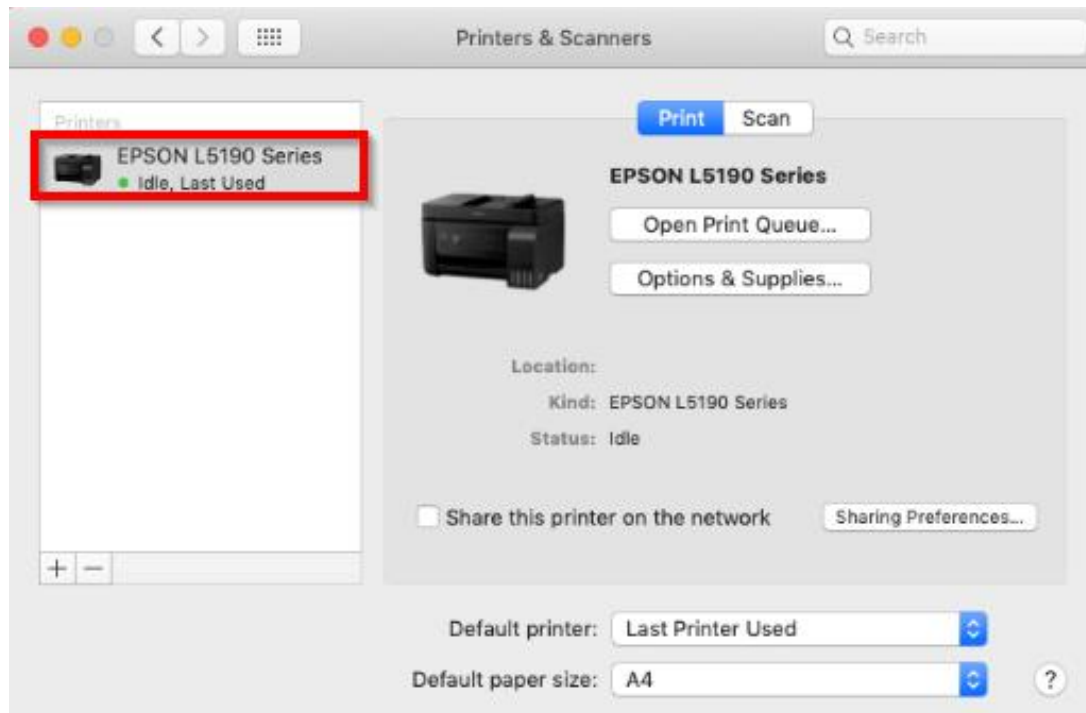 Printers & Scanners
Search
Printers
EPSON L5190 Series
Idle, Last Used
Print Scan
EPSON L5190 Series
Open Print Queue...
Options & Supplies...
Location:
Kind: EPSON L5190 Series
Status: Idle
Share this printer on the network
Sharing Preferences...
Default printer: Last Printer Used
Default paper size: A4
?